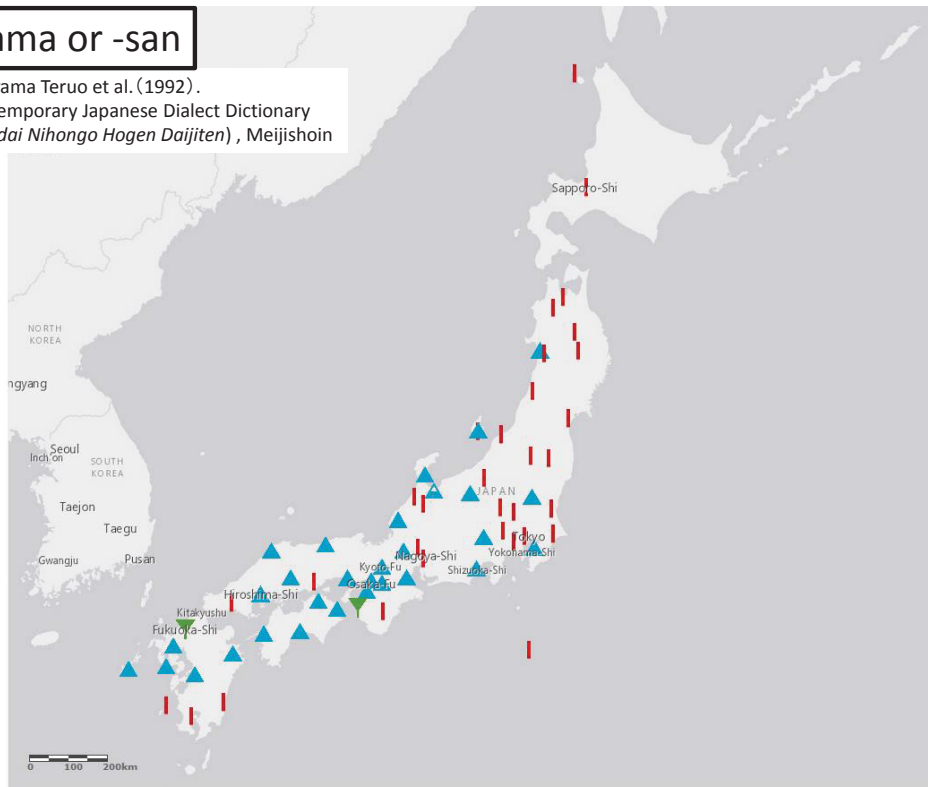 ama or -san
rama Teruo et al.（1992）.
temporary Japanese Dialect Dictionary
dai Nihongo Hogen Daijiten) , Meijishoin
Sapporo-Shi
NORTH
KOREA
ngyang
Seoul
Inch'on
SOUTH
KOREA
JAPAN
Taejon
Taegu
Tokyo
Gwangju
Pusan
Nagoya-Shi
Yokohama-Shi
Kyoto-Fu
Shizuoka-Shi
Osaka-Fu
Hiroshima-Shi
Kitakyushu
Fukuoka-Shi
0 100 200km